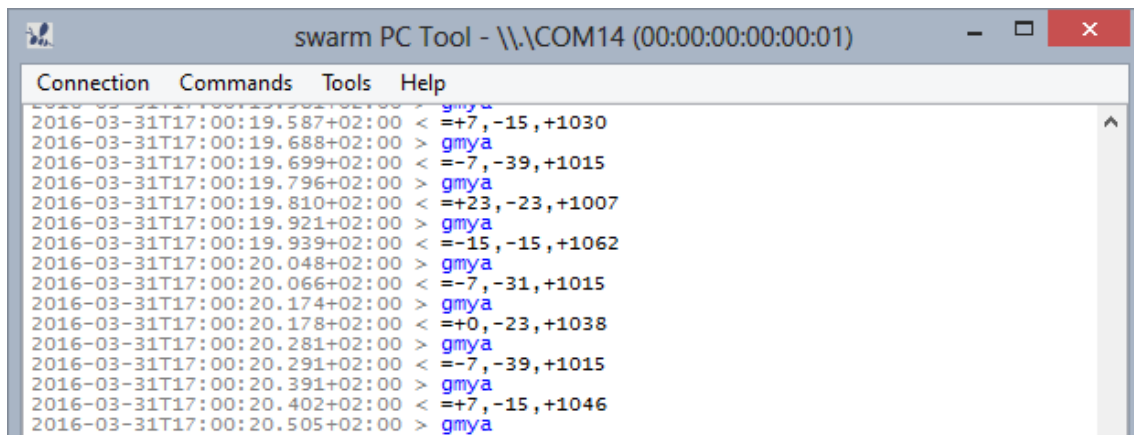 swarm PC Tool - \\.\COM14 (00:00:00:00:00:01)
Connection Commands Tools Help
2016-03-31T17:00:19.581+02:00 > gmya
2016-03-31T17:00:19.587+02:00 < =+7,-15,+1030
2016-03-31T17:00:19.688+02:00 > gmya
2016-03-31T17:00:19.699+02:00 < =-7,-39,+1015
2016-03-31T17:00:19.796+02:00 > gmya
2016-03-31T17:00:19.810+02:00 < =+23,-23,+1007
2016-03-31T17:00:19.921+02:00 > gmya
2016-03-31T17:00:19.939+02:00 < =-15,-15,+1062
2016-03-31T17:00:20.048+02:00 > gmya
2016-03-31T17:00:20.066+02:00 < =-7,-31,+1015
2016-03-31T17:00:20.174+02:00 > gmya
2016-03-31T17:00:20.178+02:00 < =+0,-23,+1038
2016-03-31T17:00:20.281+02:00 > gmya
2016-03-31T17:00:20.291+02:00 < =-7,-39,+1015
2016-03-31T17:00:20.391+02:00 > gmya
2016-03-31T17:00:20.402+02:00 < =+7,-15,+1046
2016-03-31T17:00:20.505+02:00 > gmya